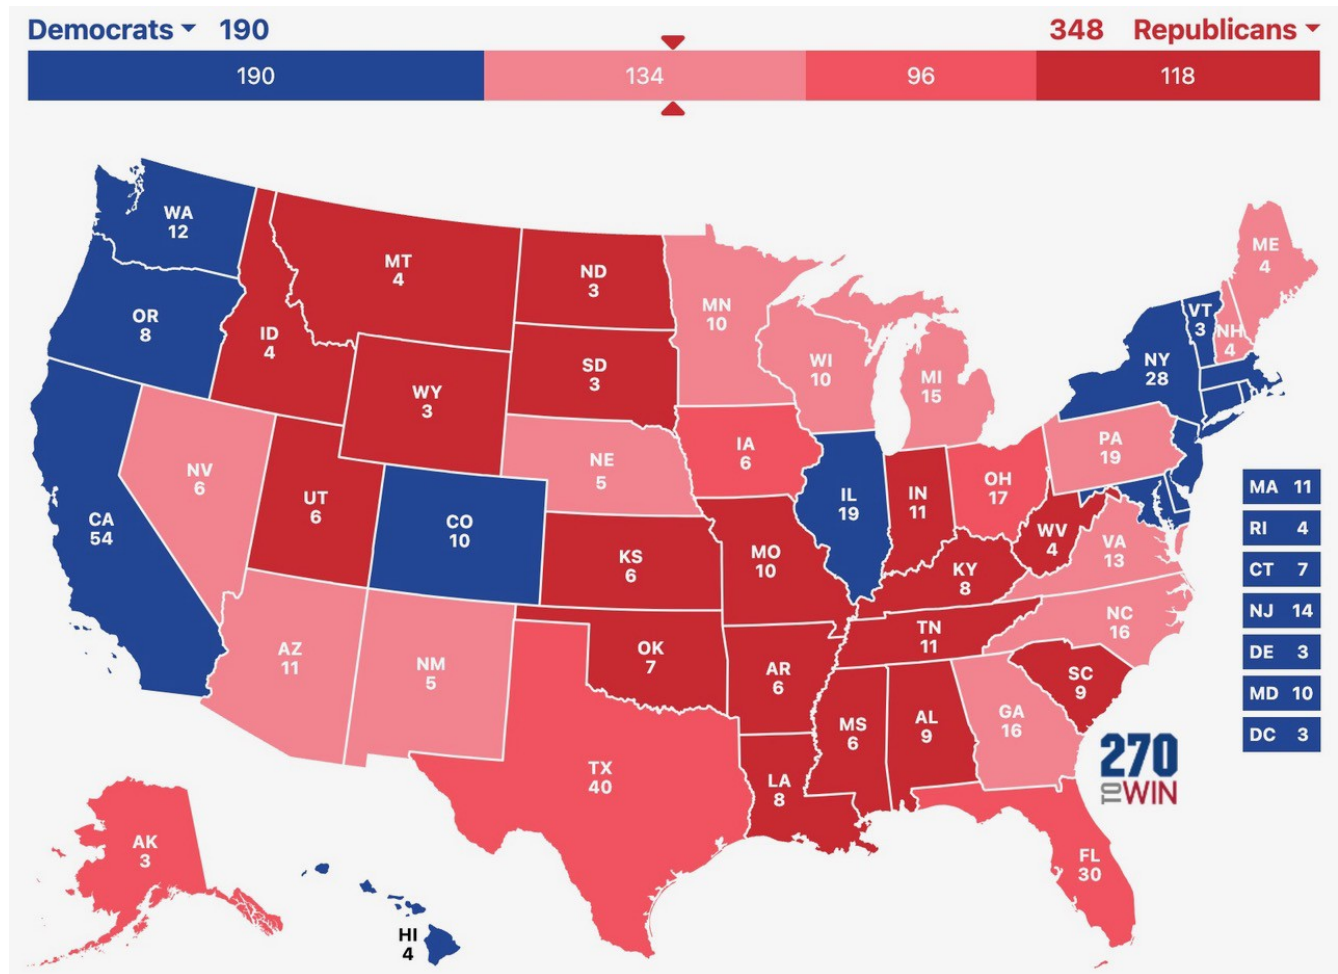 Democrats 190
348 Republicans
190 134 96 118
WA
12
MT
4
ND
3
MN
10
ME
4
OR
8
ID
4
SD
3
WI
10
MI
15
VT
3
NH
4
NY
28
WY
3
NV
6
UT
6
CO
10
NE
5
IA
6
IL
19
IN
11
OH
17
PA
19
CA
54
KS
6
MO
10
KY
8
WV
4
VA
13
NC
16
AZ
11
NM
5
OK
7
AR
6
TN
11
SC
9
MS
6
AL
9
GA
16
TX
40
LA
8
FL
30
AK
3
HI
4
MA 11
RI 4
CT 7
NJ 14
DE 3
MD 10
DC 3
270
TO WIN